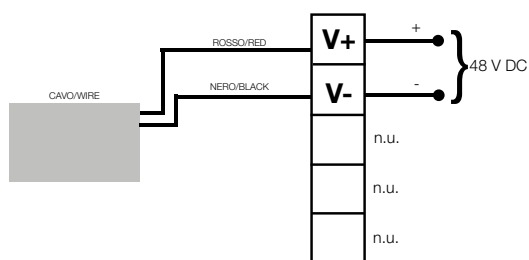 ROSSO/RED
V+
+
48 V DC
CAVO/WIRE
NERO/BLACK
V-
-
n.u.
n.u.
n.u.